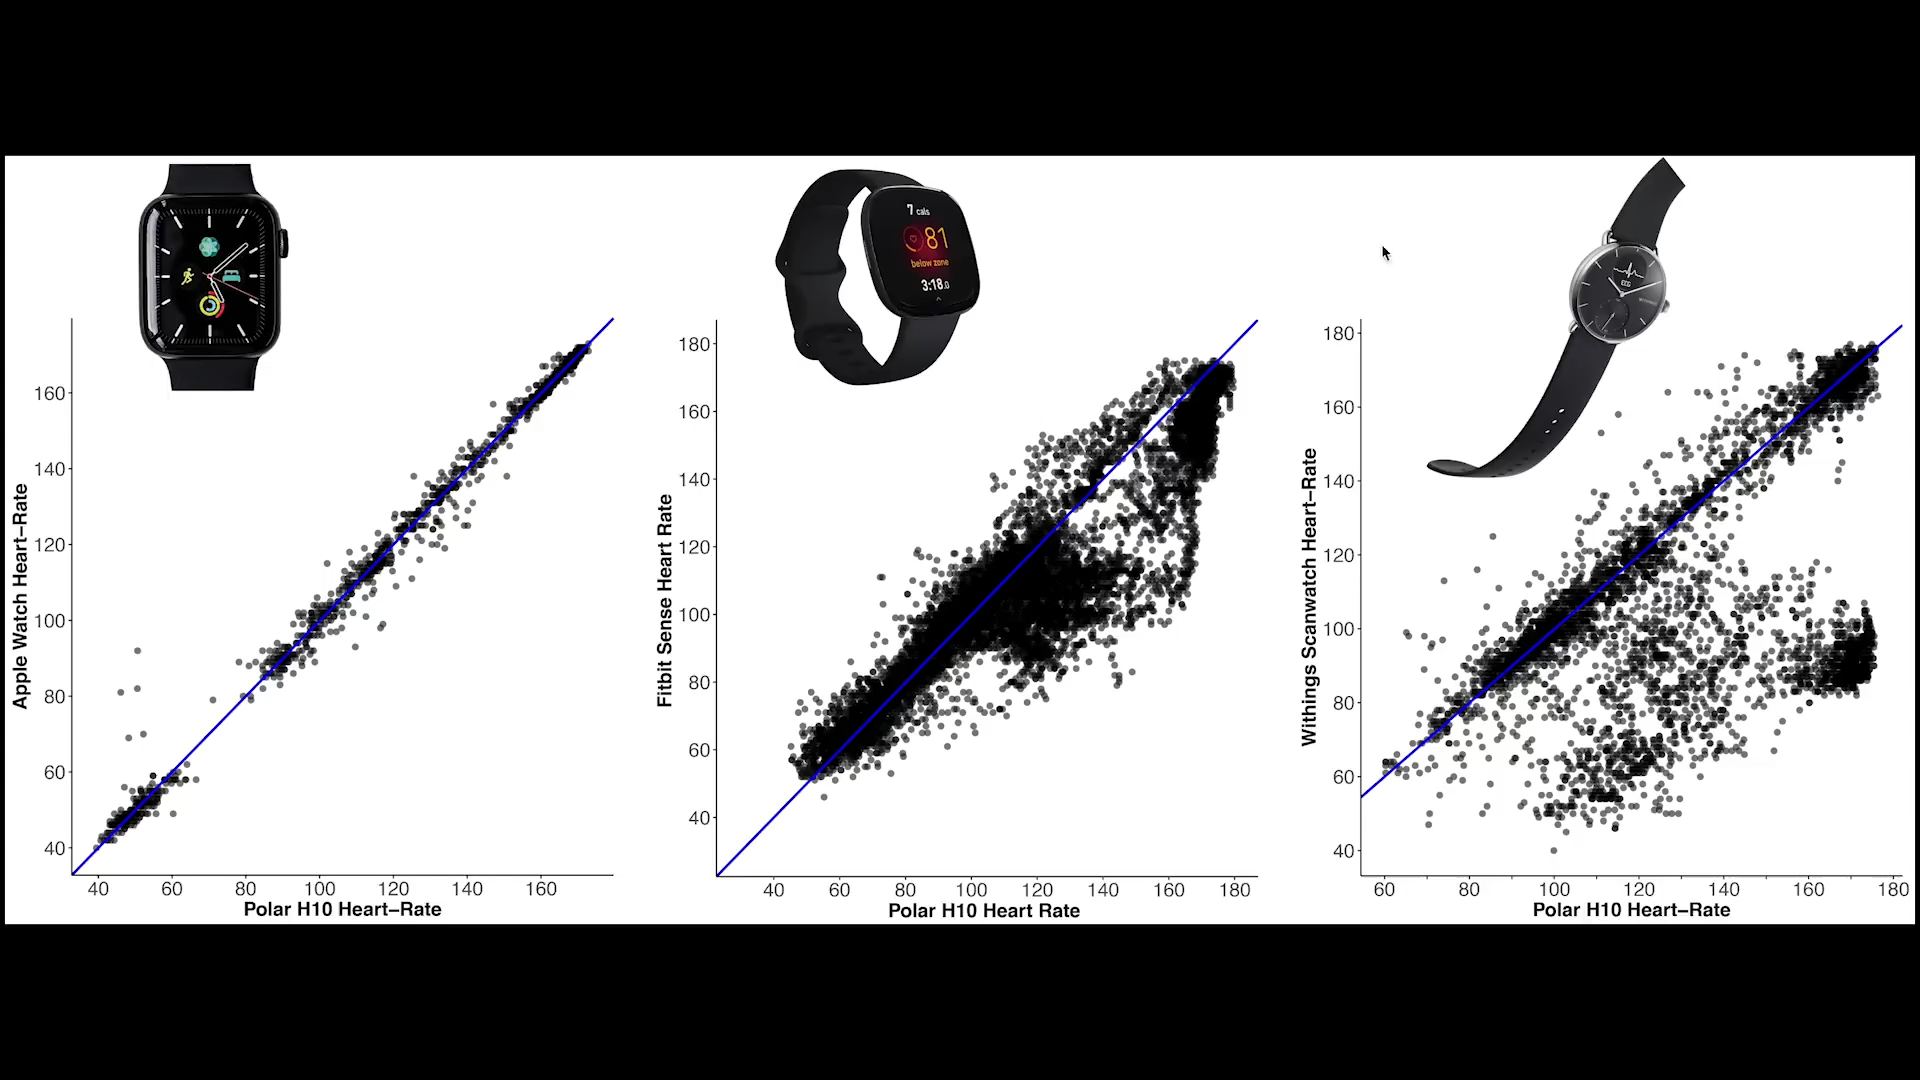 7 cals
81
below zone
3:18.0
ECG
160
140
120
100
80
60
40
Apple Watch Heart–Rate
40 60 80 100 120 140 160
Polar H10 Heart–Rate
180
160
140
120
100
80
60
40
Fitbit Sense Heart Rate
40 60 80 100 120 140 160 180
Polar H10 Heart Rate
180
160
140
120
100
80
60
40
Withings Scanwatch Heart–Rate
60 80 100 120 140 160 180
Polar H10 Heart–Rate